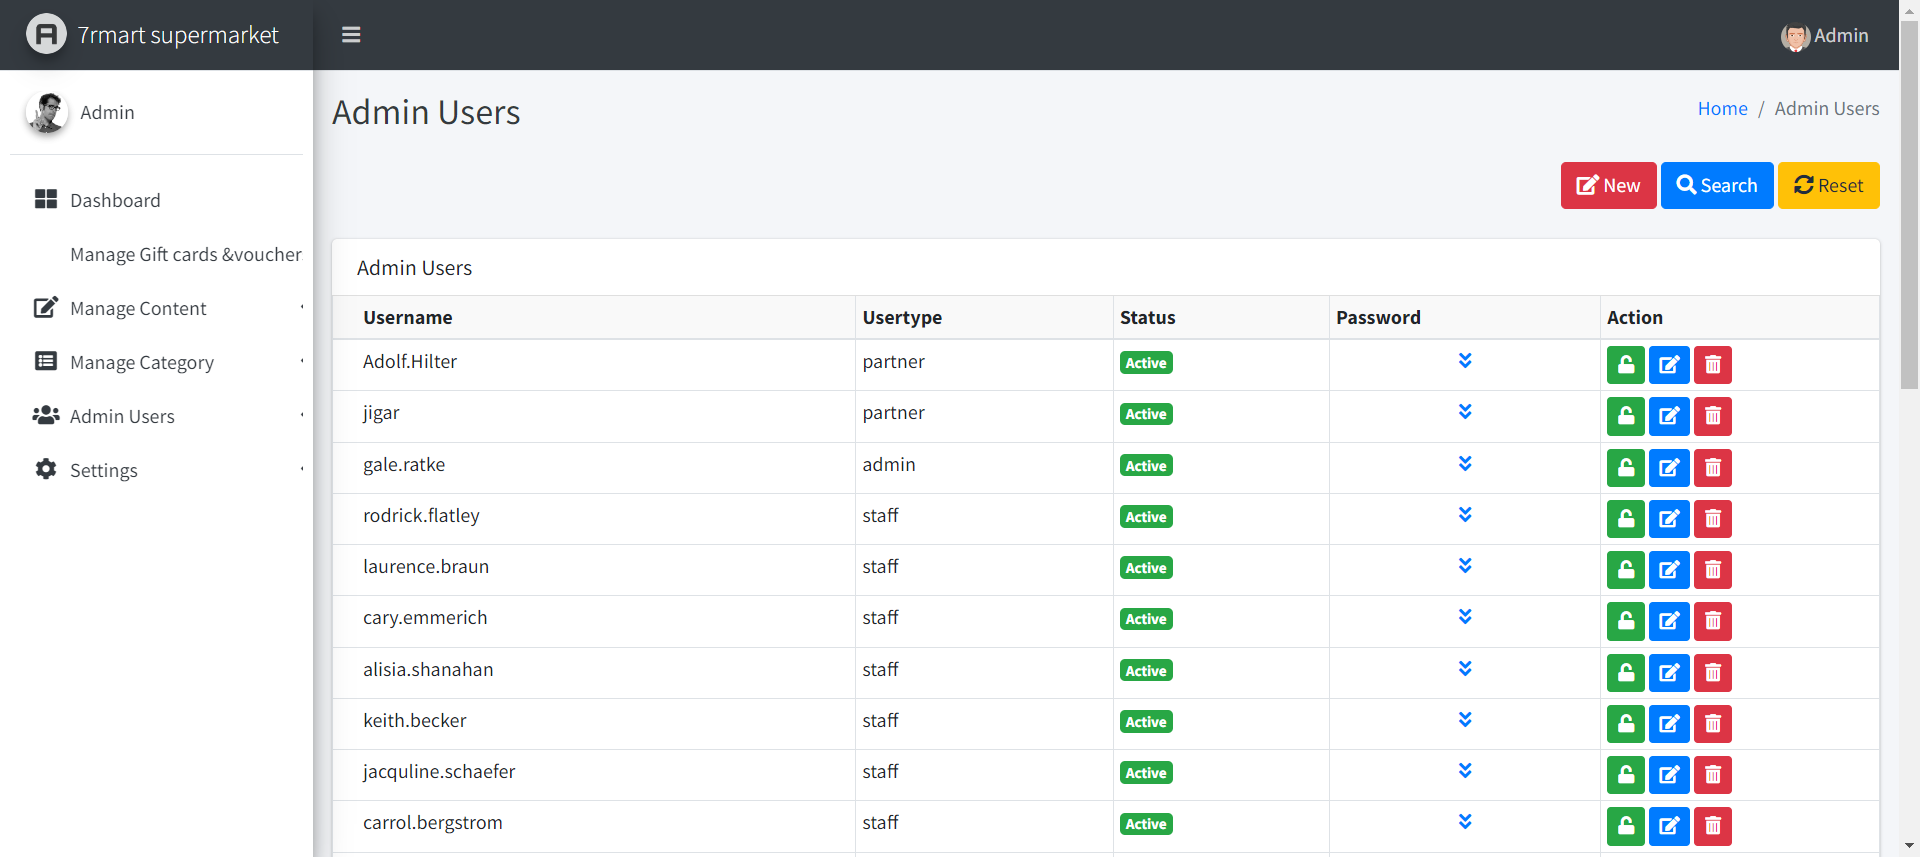 7rmart supermarket
Admin
Admin
Dashboard
Manage Gift cards &voucher
Manage Content
Manage Category
Admin Users
Settings
Admin Users
Home / Admin Users
New Search Reset
Admin Users
Username Usertype Status Password Action
Adolf.Hilter partner Active
jigar partner Active
gale.ratke admin Active
rodrick.flatley staff Active
laurence.braun staff Active
cary.emmerich staff Active
alisia.shanahan staff Active
keith.becker staff Active
jacquline.schaefer staff Active
carrol.bergstrom staff Active